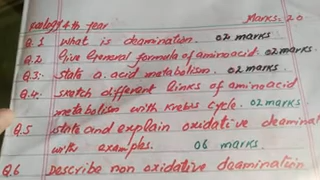 4th year Marks. 20
Q.1 what is deamination. 02 marks
Q.2. Give General formula of aminoacid. 02 marks.
Q.3:- State a. acid metabolism. 02 marks
Q.4. sketch different links of aminoacid
metabolism with Krebs cycle. 02 marks
Q.5 state and explain oxidative deaminat
with examples. 06 marks.
Q.6 Describe non oxidative deamination